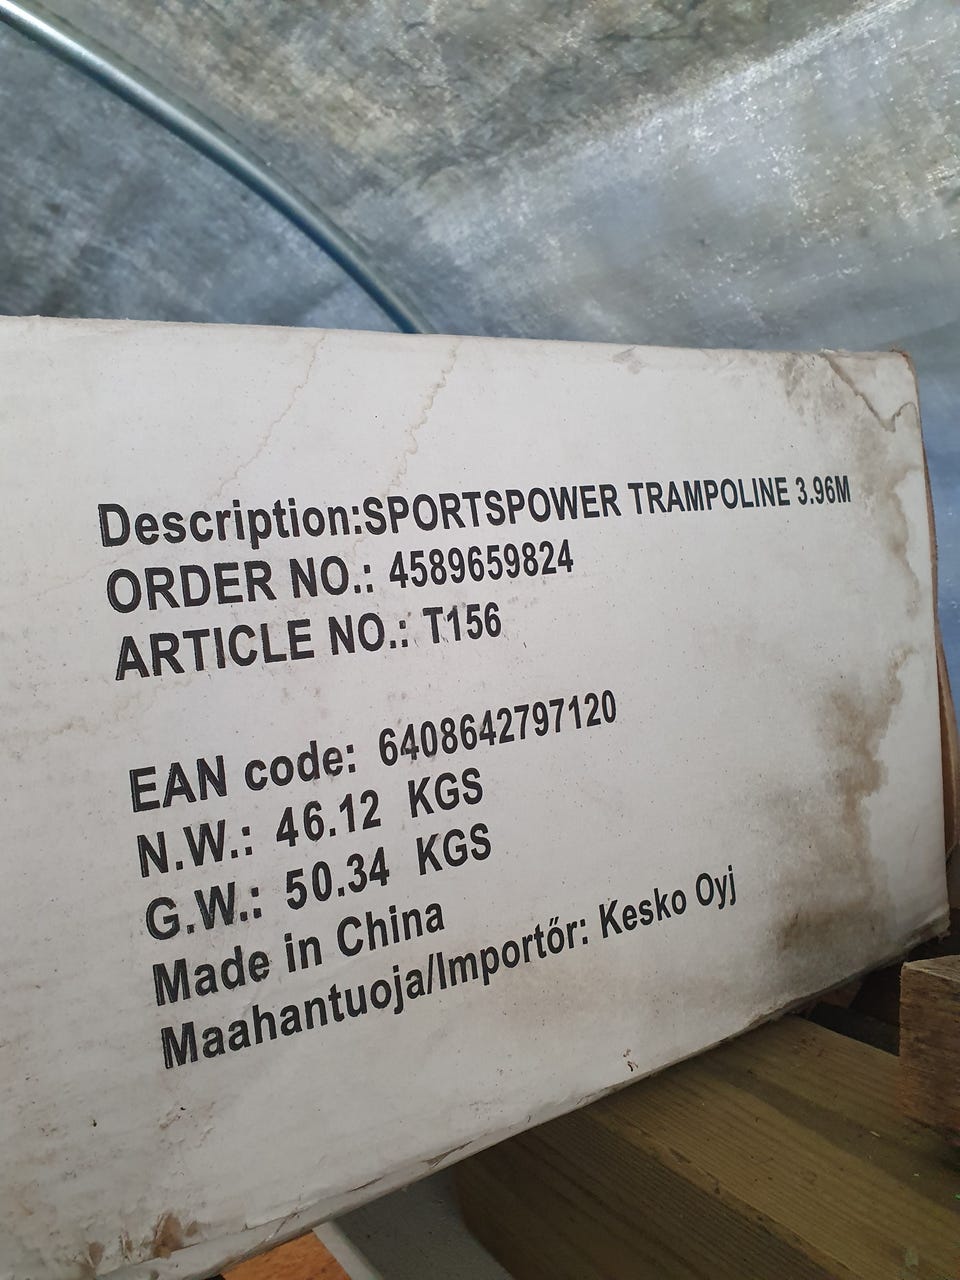 Description:SPORTSPOWER TRAMPOLINE 3.96M
ORDER NO.: 4589659824
ARTICLE NO.: T156
EAN code: 6408642797120
N.W.: 46.12 KGS
G.W.: 50.34 KGS
Made in China
Maahantuoja/Importőr: Kesko Oyj